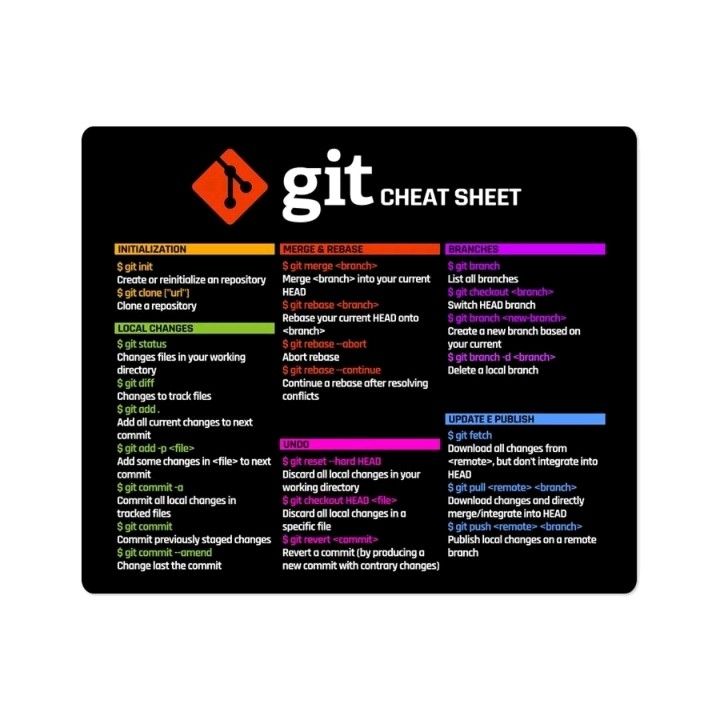 git CHEAT SHEET
INITIALIZATION
$ git init
Create or reinitialize an repository
$ git clone ["url"]
Clone a repository
LOCAL CHANGES
$ git status
Changes files in your working
directory
$ git diff
Changes to track files
$ git add .
Add all current changes to next
commit
$ git add -p <file>
Add some changes in <file> to next
commit
$ git commit -a
Commit all local changes in
tracked files
$ git commit
Commit previously staged changes
$ git commit --amend
Change last the commit
MERGE & REBASE
$ git merge <branch>
Merge <branch> into your current
HEAD
$ git rebase <branch>
Rebase your current HEAD onto
<branch>
$ git rebase --abort
Abort rebase
$ git rebase --continue
Continue a rebase after resolving
conflicts
UNDO
$ git reset --hard HEAD
Discard all local changes in your
working directory
$ git checkout HEAD <file>
Discard all local changes in a
specific file
$ git revert <commit>
Revert a commit (by producing a
new commit with contrary changes)
BRANCHES
$ git branch
List all branches
$ git checkout <branch>
Switch HEAD branch
$ git branch <new-branch>
Create a new branch based on
your current
$ git branch -d <branch>
Delete a local branch
UPDATE E PUBLISH
$ git fetch
Download all changes from
<remote>, but don't integrate into
HEAD
$ git pull <remote> <branch>
Download changes and directly
merge/integrate into HEAD
$ git push <remote> <branch>
Publish local changes on a remote
branch